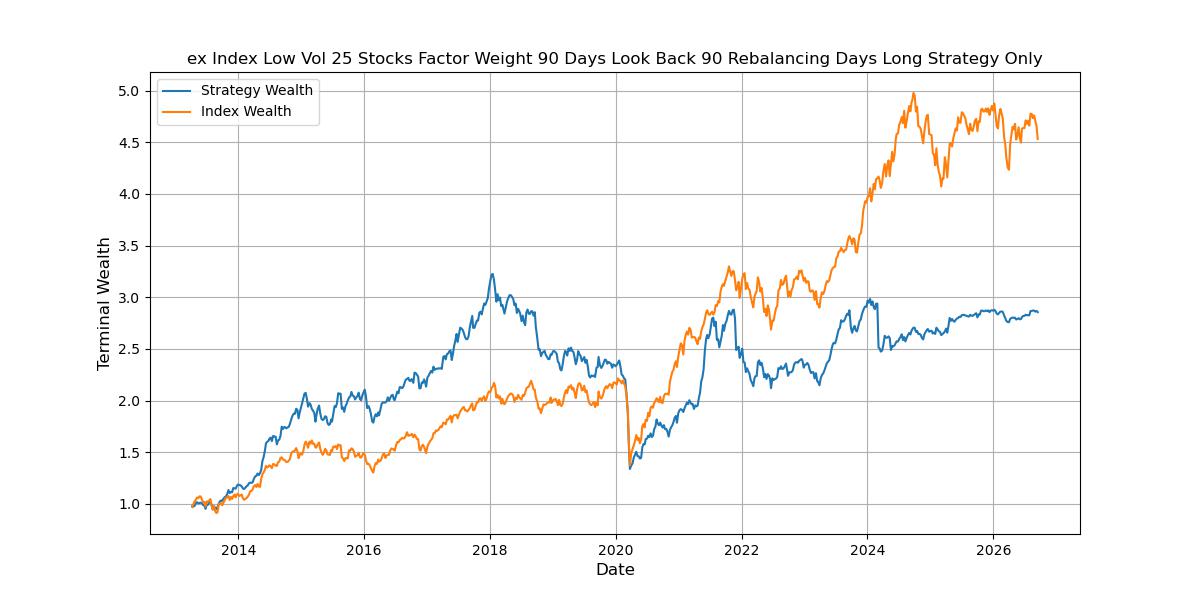 ex Index Low Vol 25 Stocks Factor Weight 90 Days Look Back 90 Rebalancing Days Long Strategy Only
Strategy Wealth
Index Wealth
Terminal Wealth
5.0
4.5
4.0
3.5
3.0
2.5
2.0
1.5
1.0
2014 2016 2018 2020 2022 2024 2026
Date